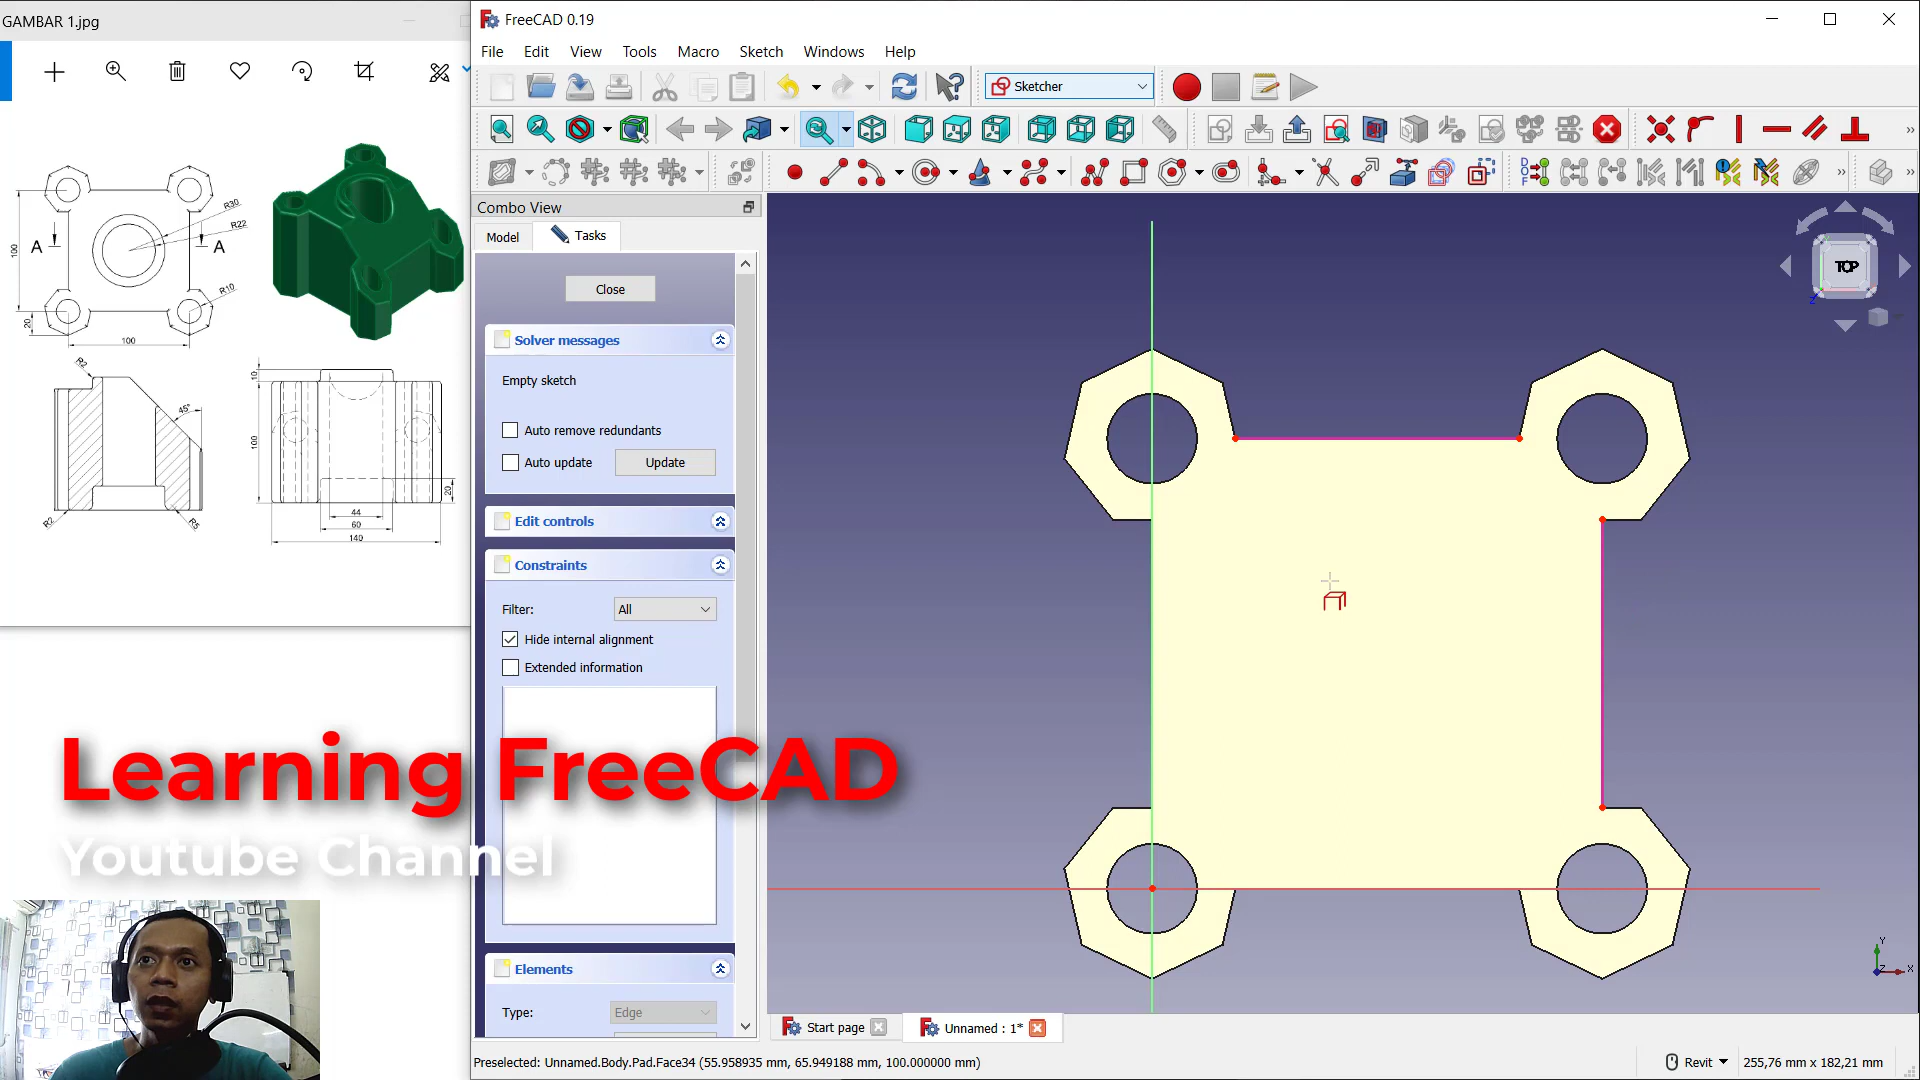 GAMBAR 1.jpg
FreeCAD 0.19
File Edit View Tools Macro Sketch Windows Help
Sketcher
Combo View
Model
Tasks
Close
Solver messages
Empty sketch
Auto remove redundants
Auto update
Update
Edit controls
Constraints
Filter:
All
Hide internal alignment
Extended information
Elements
Type:
Edge
R30
R22
100
A
A
R10
20
100
R2
45°
R2
R5
10
100
20
44
60
140
TOP
Z
DOF
Learning FreeCAD
Youtube Channel
Y
Z
X
Start page
Unnamed : 1*
Preselected: Unnamed.Body.Pad.Face34 (55.958935 mm, 65.949188 mm, 100.000000 mm)
Revit
255,76 mm x 182,21 mm